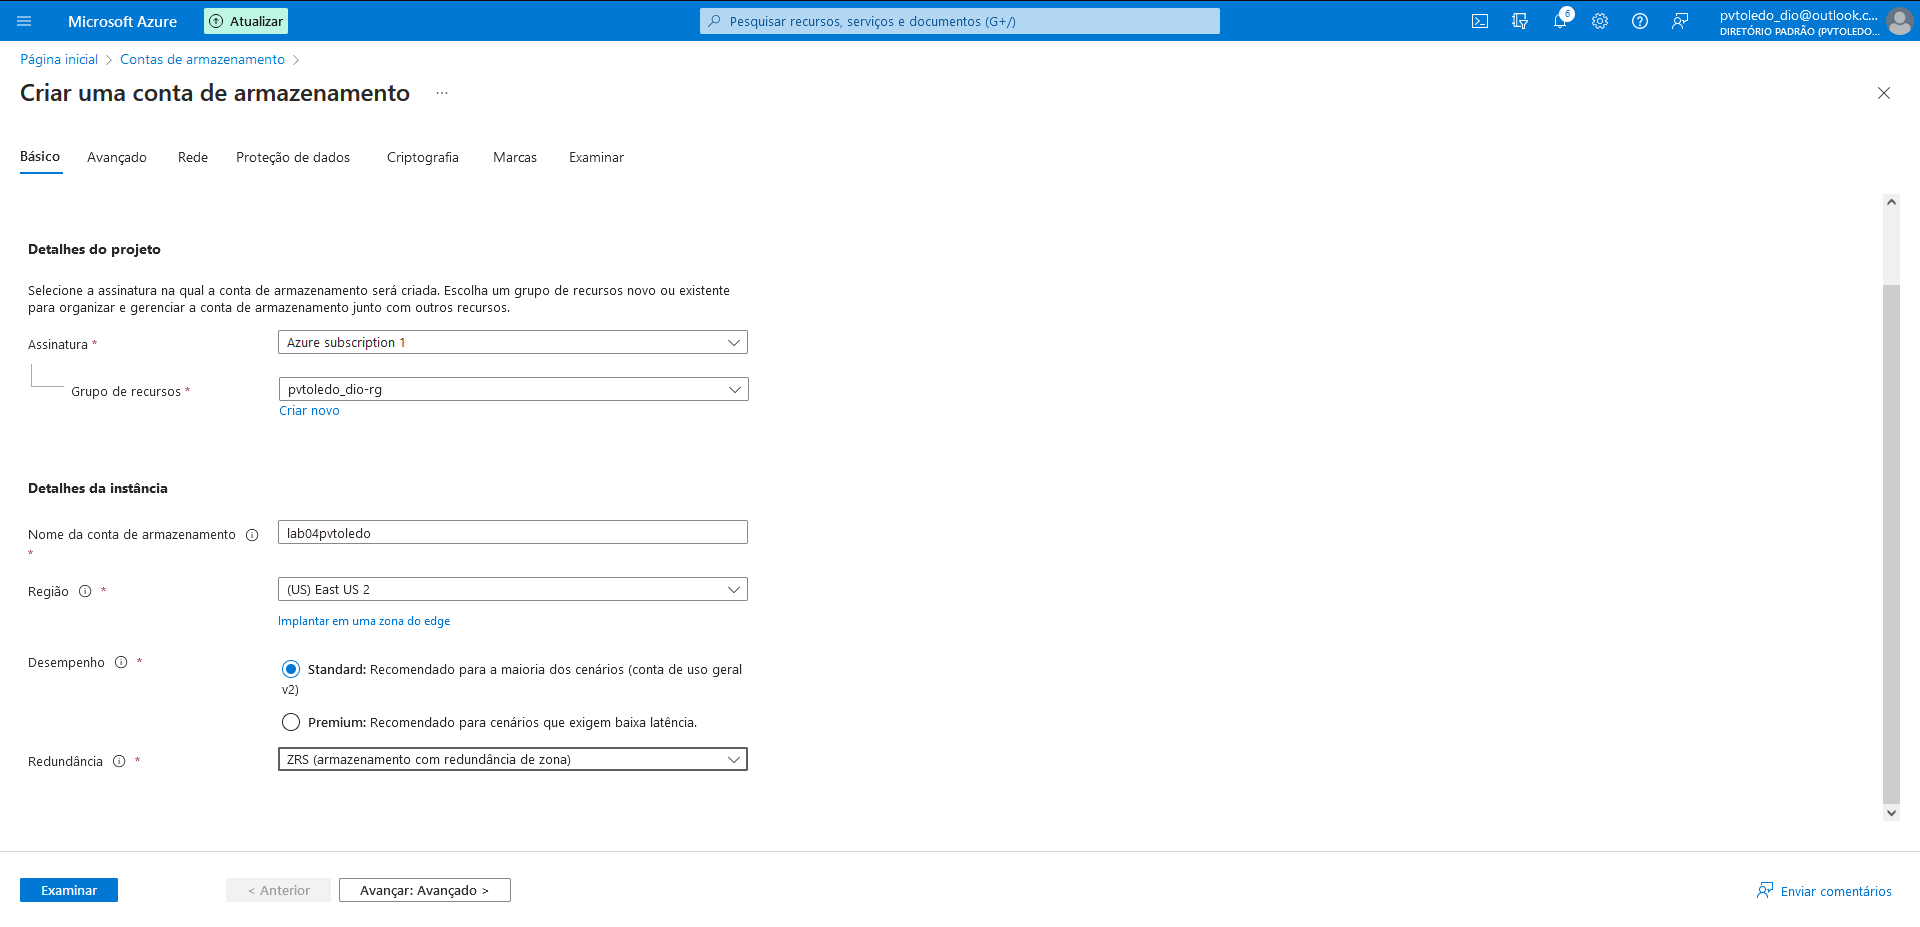 Microsoft Azure
Atualizar
Pesquisar recursos, serviços e documentos (G+/)
6
pvtoledo_dio@outlook.c...
DIRETÓRIO PADRÃO (PVTOLEDO...
Página inicial > Contas de armazenamento >
Criar uma conta de armazenamento ...
Básico Avançado Rede Proteção de dados Criptografia Marcas Examinar
Detalhes do projeto
Selecione a assinatura na qual a conta de armazenamento será criada. Escolha um grupo de recursos novo ou existente
para organizar e gerenciar a conta de armazenamento junto com outros recursos.
Assinatura *
Azure subscription 1
Grupo de recursos *
pvtoledo_dio-rg
Criar novo
Detalhes da instância
Nome da conta de armazenamento
*
lab04pvtoledo
Região *
(US) East US 2
Implantar em uma zona do edge
Desempenho *
Standard: Recomendado para a maioria dos cenários (conta de uso geral
v2)
Premium: Recomendado para cenários que exigem baixa latência.
Redundância *
ZRS (armazenamento com redundância de zona)
Examinar
< Anterior
Avançar: Avançado >
Enviar comentários